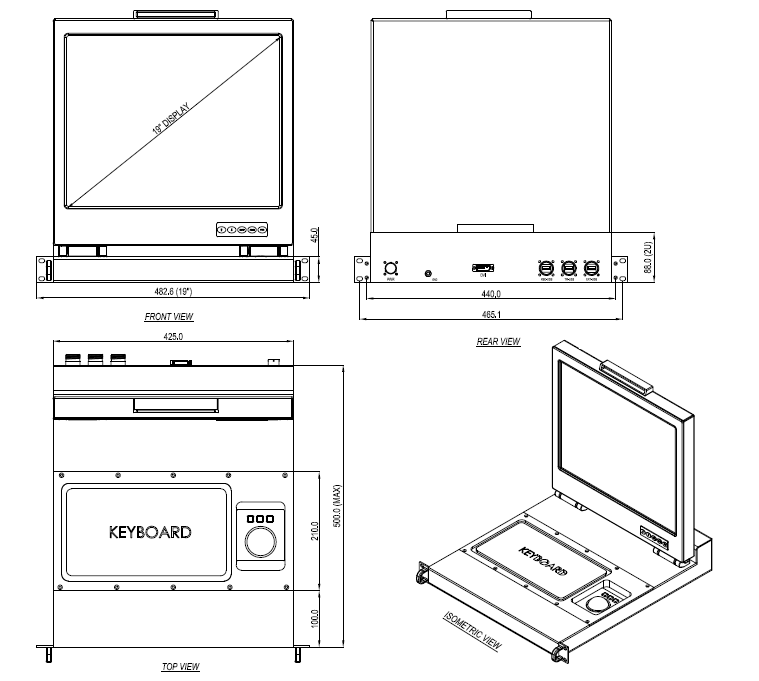 19" DISPLAY
45.0
482.6 (19")
FRONT VIEW
DVI
88.0 (2U)
440.0
465.1
REAR VIEW
425.0
KEYBOARD
210.0
500.0 (MAX)
100.0
TOP VIEW
KEYBOARD
ISOMETRIC VIEW